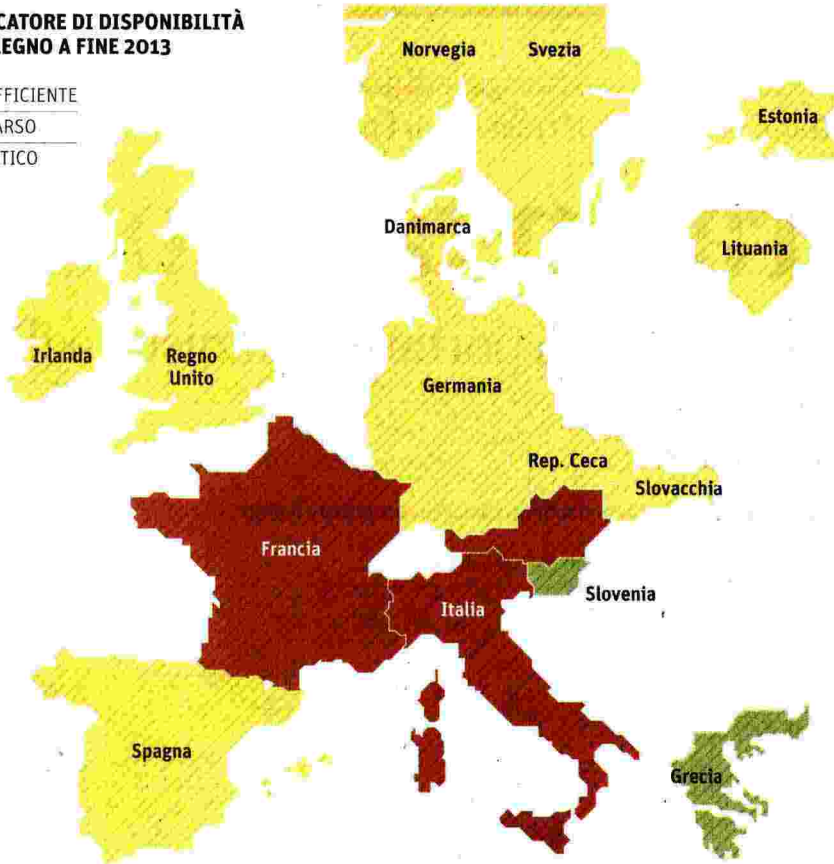 CATORE DI DISPONIBILITÀ
EGNO A FINE 2013
FFICIENTE
ARSO
TICO
Norvegia
Svezia
Estonia
Danimarca
Lituania
Irlanda
Regno
Unito
Germania
Rep. Ceca
Slovacchia
Francia
Slovenia
Italia
Spagna
Grecia